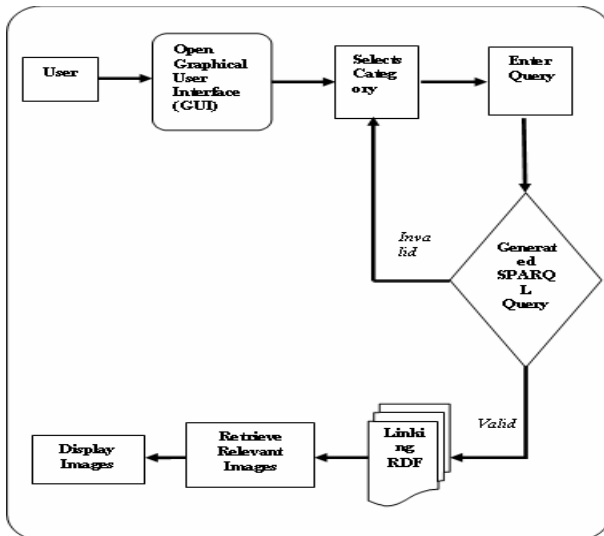 User
Open
Graphical
User
Interface
(GUI)
Selects
Categ
ory
Enter
Query
Inva
lid
Generat
ed
SPARQ
L
Query
Valid
Linki
ng
RDF
Retrieve
Relevant
Images
Display
Images